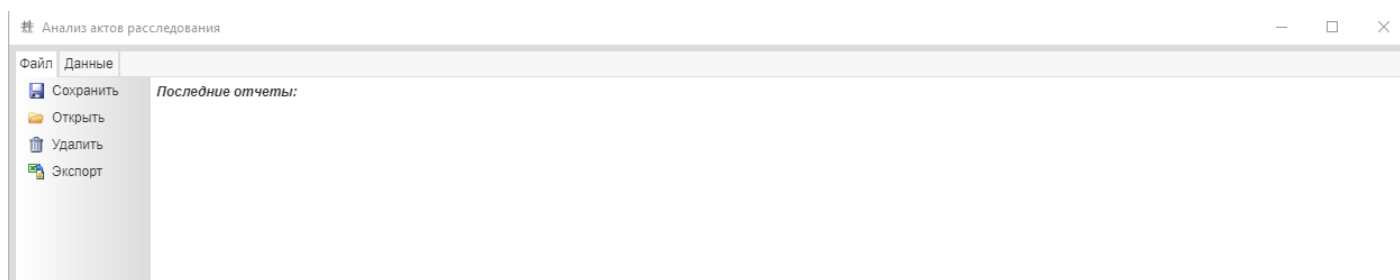 Анализ актов расследования
Файл Данные
Сохранить
Последние отчеты:
Открыть
Удалить
Экспорт